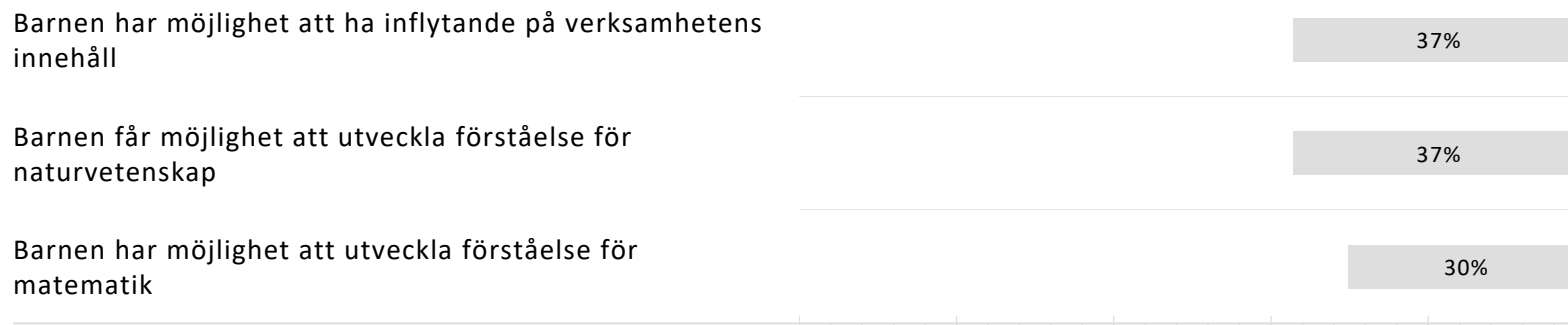 Barnen har möjlighet att ha inflytande på verksamhetens
innehåll
37%
Barnen får möjlighet att utveckla förståelse för
naturvetenskap
37%
Barnen har möjlighet att utveckla förståelse för
matematik
30%